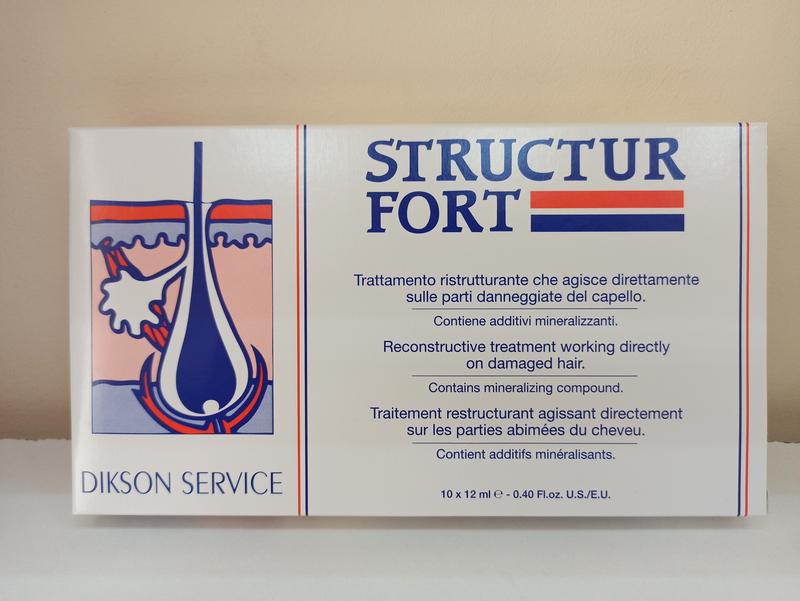 STRUCTUR
FORT
Trattamento ristrutturante che agisce direttamente
sulle parti danneggiate del capello.
Contiene additivi mineralizzanti.
Reconstructive treatment working directly
on damaged hair.
Contains mineralizing compound.
Traitement restructurant agissant directement
sur les parties abimées du cheveu.
Contient additifs minéralisants.
10 x 12 ml ℮ - 0.40 Fl.oz. U.S./E.U.
DIKSON SERVICE